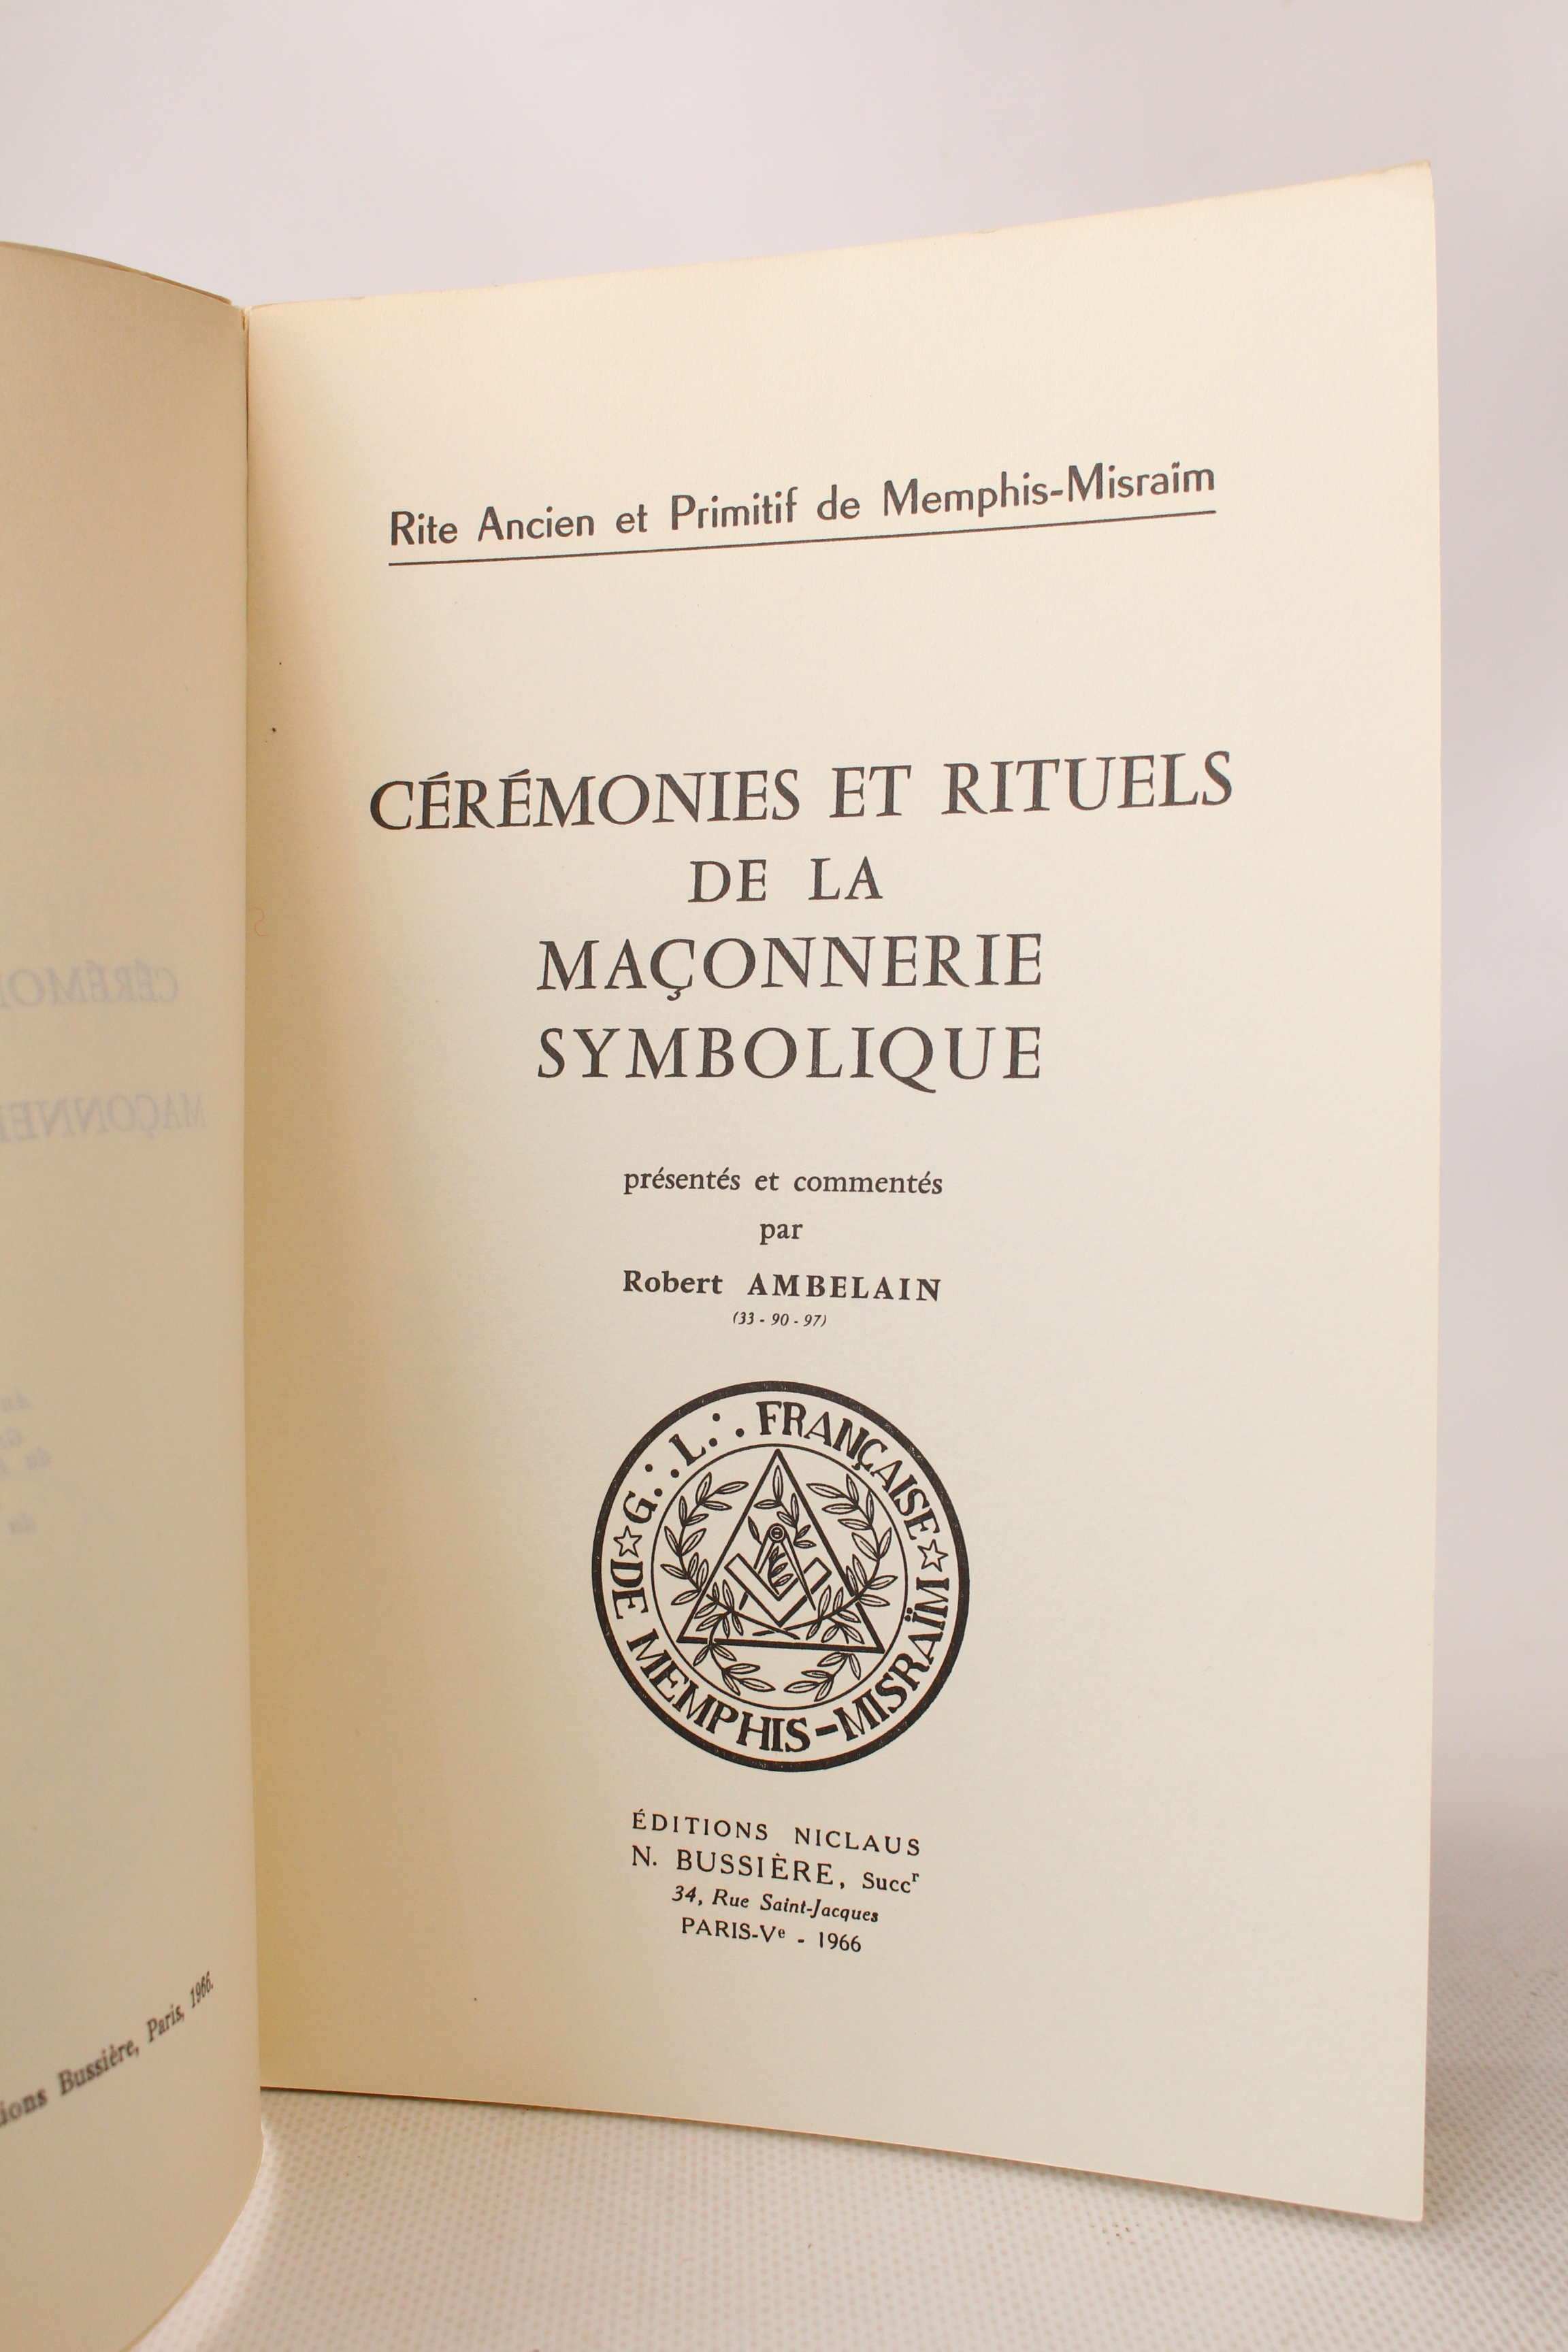 Rite Ancien et Primitif de Memphis-Misraïm
CÉRÉMONIES ET RITUELS
DE LA
MAÇONNERIE
SYMBOLIQUE
présentés et commentés
par
Robert AMBELAIN
(33 - 90 - 97)
G∴ L∴ FRANÇAISE
DE MEMPHIS-MISRAÏM
ÉDITIONS NICLAUS
N. BUSSIÈRE, Succʳ
34, Rue Saint-Jacques
PARIS-Vᵉ - 1966
Bussière, Paris, 1966.